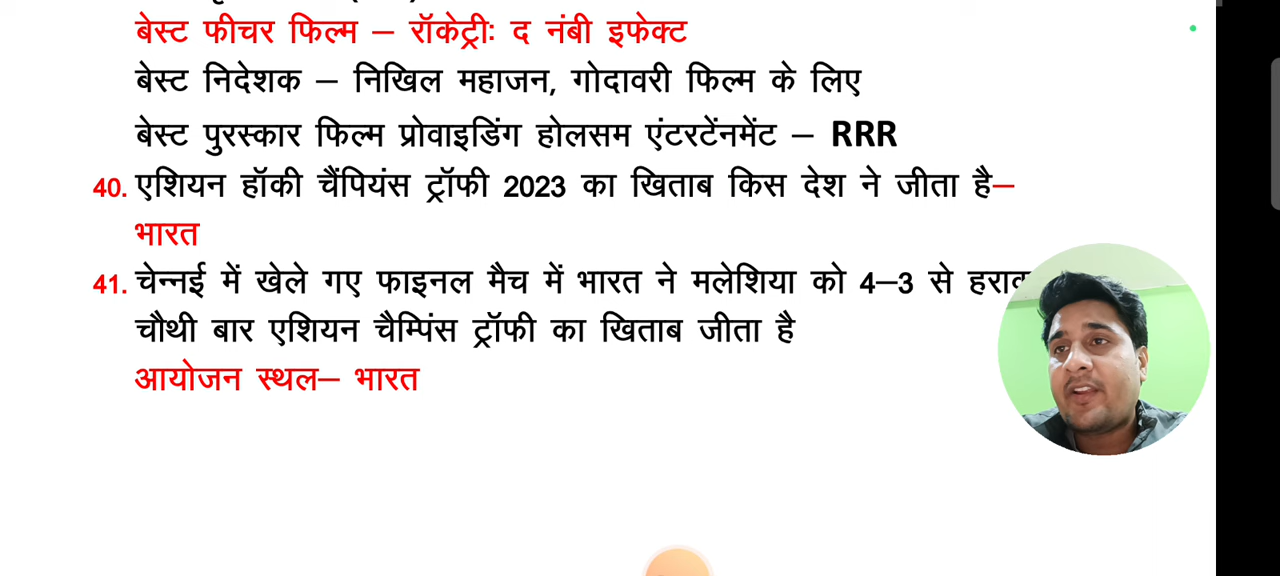 बेस्ट फीचर फिल्म – रॉकेट्रीः द नंबी इफेक्ट
बेस्ट निदेशक – निखिल महाजन, गोदावरी फिल्म के लिए
बेस्ट पुरस्कार फिल्म प्रोवाइडिंग होलसम एंटरटेंनमेंट – RRR
40. एशियन हॉकी चैंपियंस ट्रॉफी 2023 का खिताब किस देश ने जीता है–
भारत
41. चेन्नई में खेले गए फाइनल मैच में भारत ने मलेशिया को 4–3 से
चौथी बार एशियन चैम्पिंस ट्रॉफी का खिताब जीता है
आयोजन स्थल– भारत